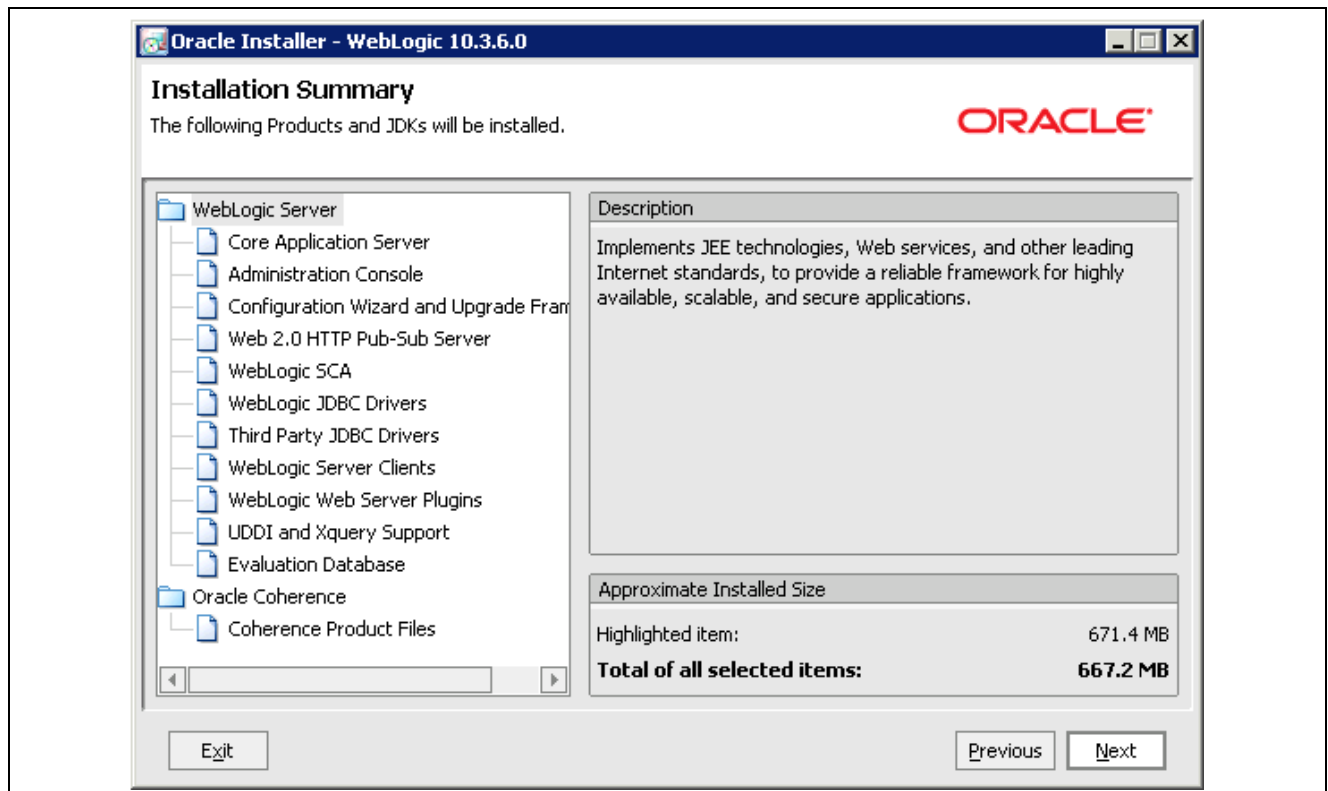 Oracle Installer - WebLogic 10.3.6.0
Installation Summary
The following Products and JDKs will be installed.
ORACLE
WebLogic Server
Core Application Server
Administration Console
Configuration Wizard and Upgrade Fram
Web 2.0 HTTP Pub-Sub Server
WebLogic SCA
WebLogic JDBC Drivers
Third Party JDBC Drivers
WebLogic Server Clients
WebLogic Web Server Plugins
UDDI and Xquery Support
Evaluation Database
Oracle Coherence
Coherence Product Files
Description
Implements JEE technologies, Web services, and other leading
Internet standards, to provide a reliable framework for highly
available, scalable, and secure applications.
Approximate Installed Size
Highlighted item: 671.4 MB
Total of all selected items: 667.2 MB
Exit
Previous
Next